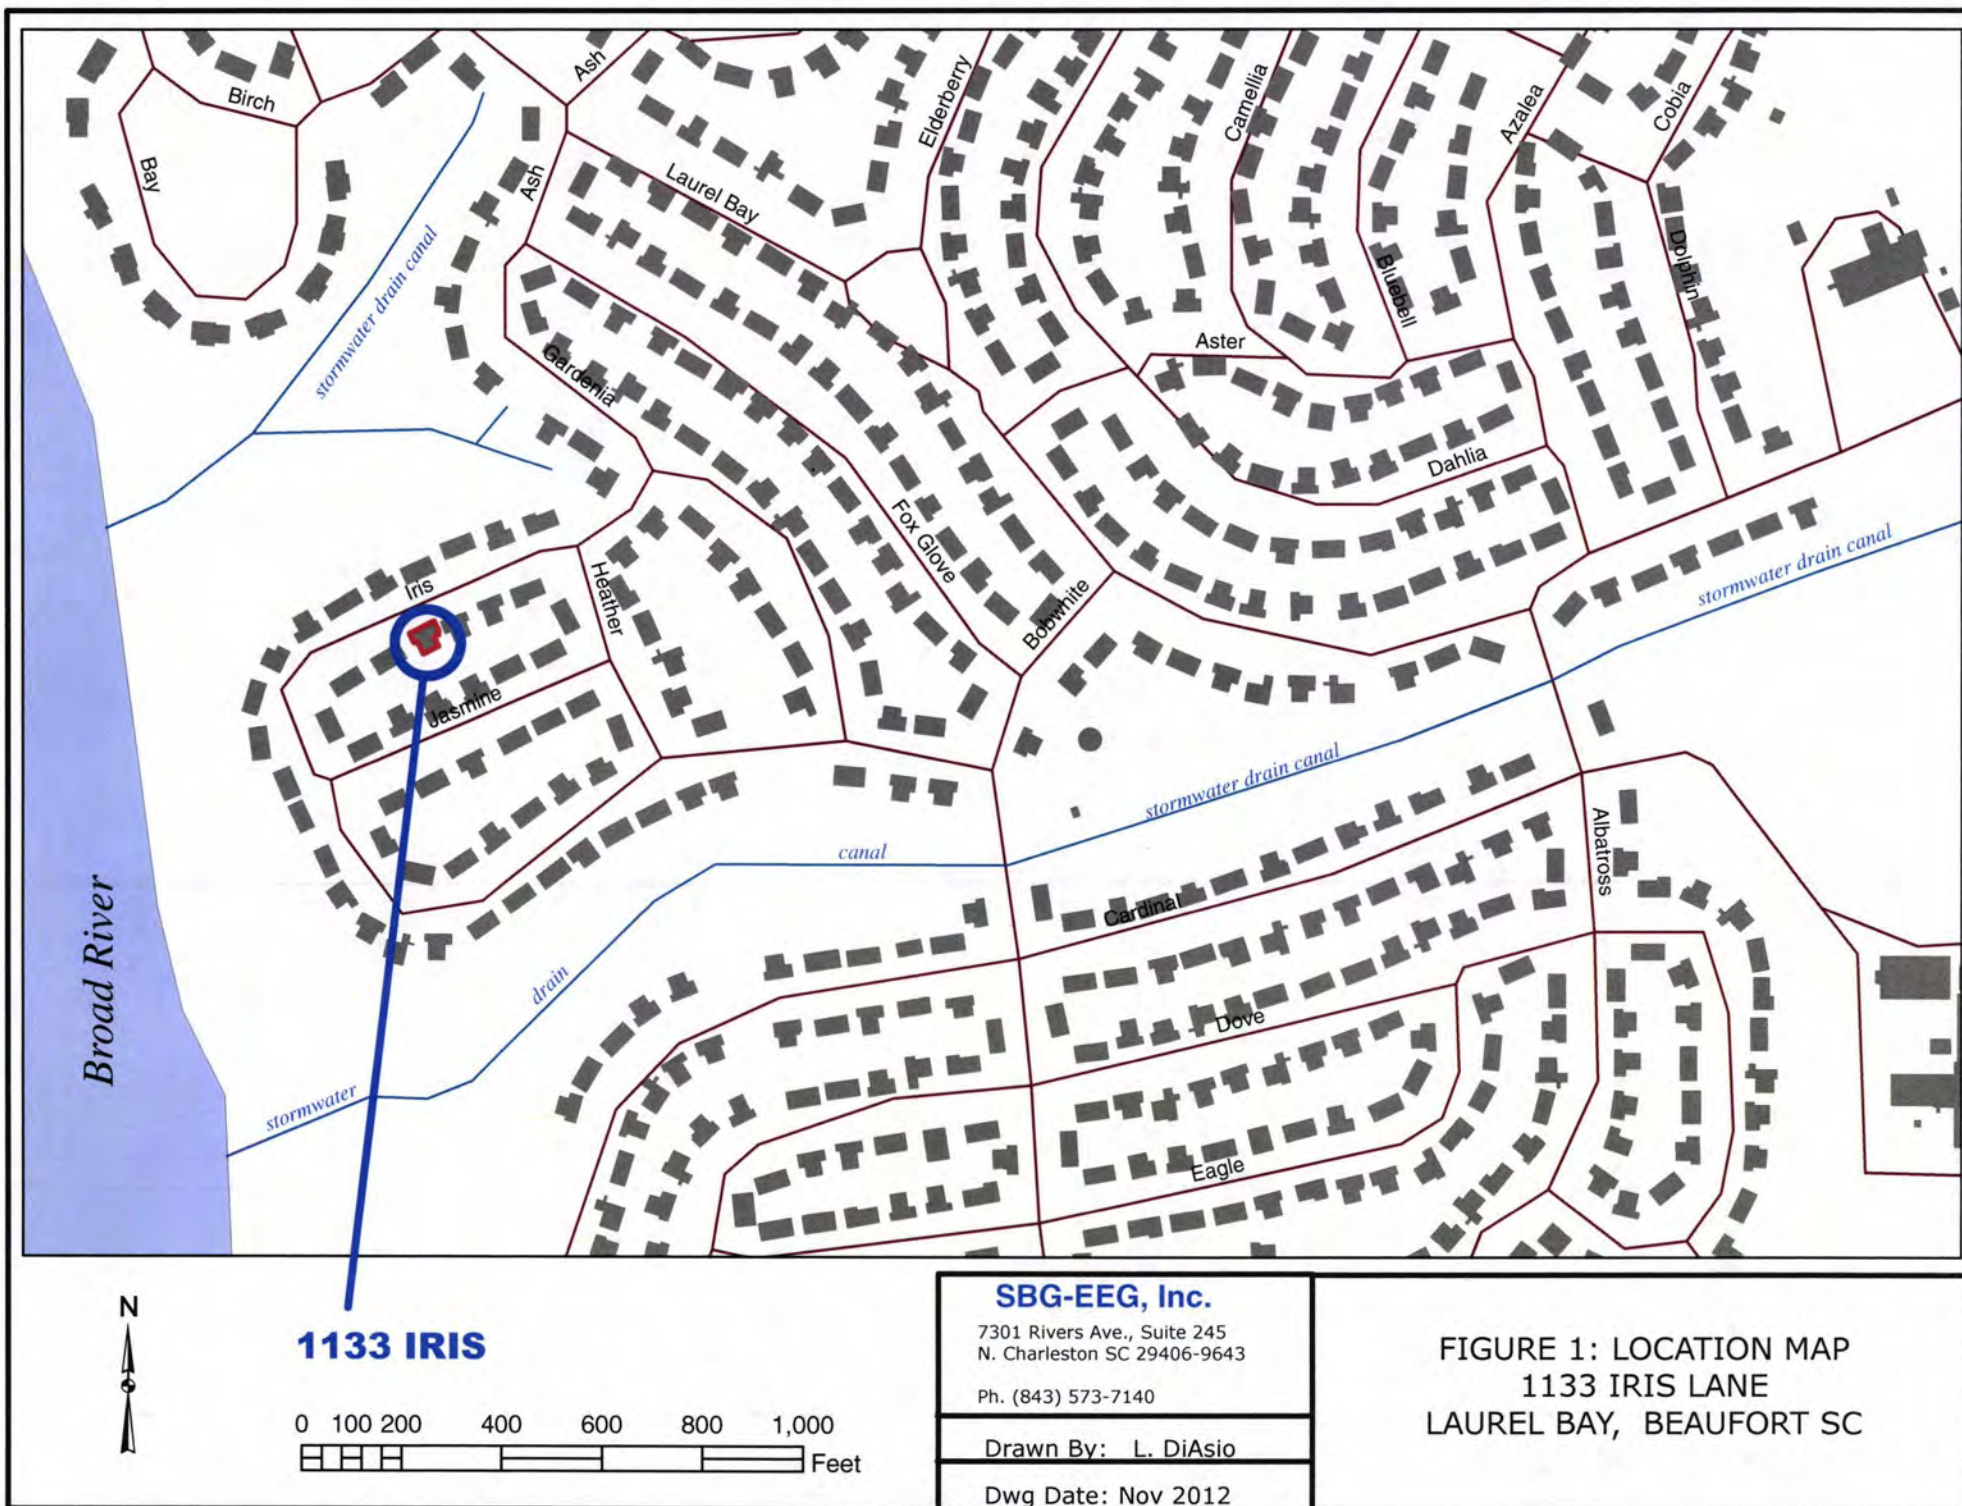 Ash
Birch
Elderberry
Camellia
Azalea
Cobia
Bay
Ash
Laurel Bay
stormwater drain canal
Dolphin
Bluebell
Aster
Gardenia
Dahlia
Fox Glove
stormwater drain canal
Iris
Heather
Bobwhite
Jasmine
stormwater drain canal
canal
Albatross
Cardinal
Broad River
drain
Dove
stormwater
Eagle
N
1133 IRIS
0 100 200 400 600 800 1,000
Feet
SBG-EEG, Inc.
7301 Rivers Ave., Suite 245
N. Charleston SC 29406-9643
Ph. (843) 573-7140
Drawn By: L. DiAsio
Dwg Date: Nov 2012
FIGURE 1: LOCATION MAP
1133 IRIS LANE
LAUREL BAY, BEAUFORT SC